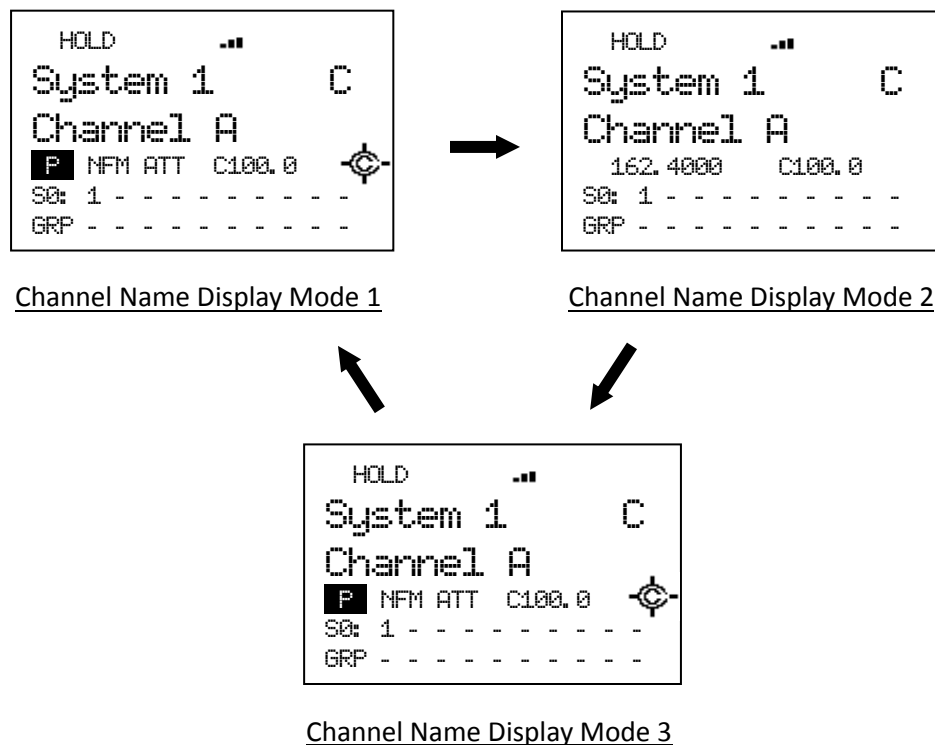 HOLD
System 1 C
Channel A
P NFM ATT C100.0 C
S0: 1 - - - - - - - - -
GRP - - - - - - - - - -
Channel Name Display Mode 1
HOLD
System 1 C
Channel A
162.4000 C100.0
S0: 1 - - - - - - - - -
GRP - - - - - - - - - -
Channel Name Display Mode 2
HOLD
System 1 C
Channel A
P NFM ATT C100.0 C
S0: 1 - - - - - - - - -
GRP - - - - - - - - - -
Channel Name Display Mode 3